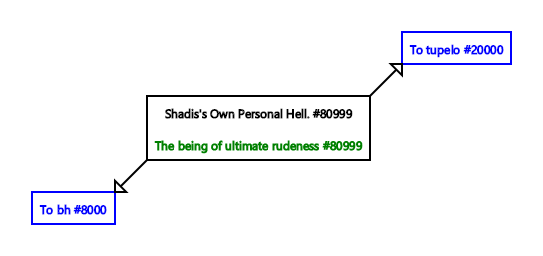 To tupelo #20000
Shadis's Own Personal Hell. #80999
The being of ultimate rudeness #80999
To bh #8000